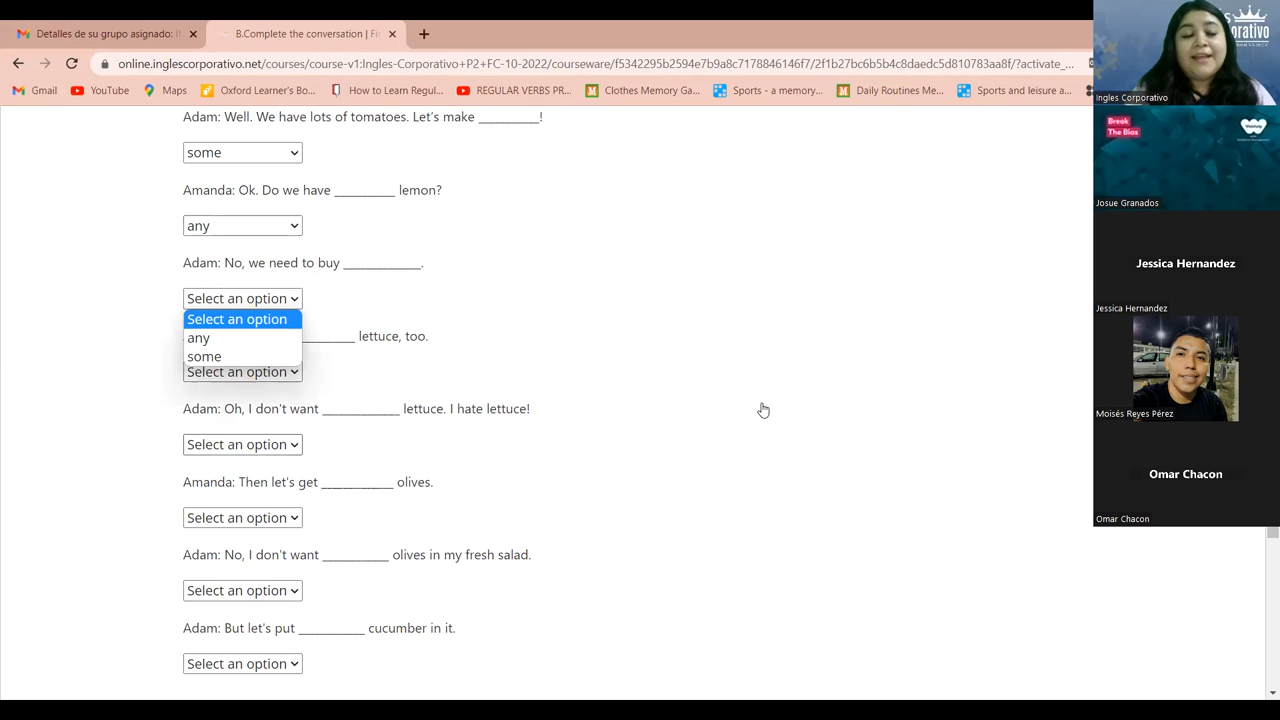 Detalles de su grupo asignado: I
B.Complete the conversation | Fi
online.inglescorporativo.net/courses/course-v1:Ingles-Corporativo+P2+FC-10-2022/courseware/f5342295b2594e7b9a8c7178846146f7/2f1b27bc6b5b4c8daedc5d810783aa8f/?activate_...
Gmail
YouTube
Maps
Oxford Learner's Bo...
How to Learn Regul...
REGULAR VERBS PR...
Clothes Memory Ga...
Sports - a memory...
Daily Routines Me...
Sports and leisure a...
Adam: Well. We have lots of tomatoes. Let's make __________!
some
Amanda: Ok. Do we have __________ lemon?
any
Adam: No, we need to buy _____________.
Select an option
Select an option
any
some
lettuce, too.
Select an option
Adam: Oh, I don't want _____________ lettuce. I hate lettuce!
Select an option
Amanda: Then let's get ____________ olives.
Select an option
Adam: No, I don't want ___________ olives in my fresh salad.
Select an option
Adam: But let's put ___________ cucumber in it.
Select an option
Ingles Corporativo
Break
The Bias
Josue Granados
Jessica Hernandez
Jessica Hernandez
Moisés Reyes Pérez
Omar Chacon
Omar Chacon